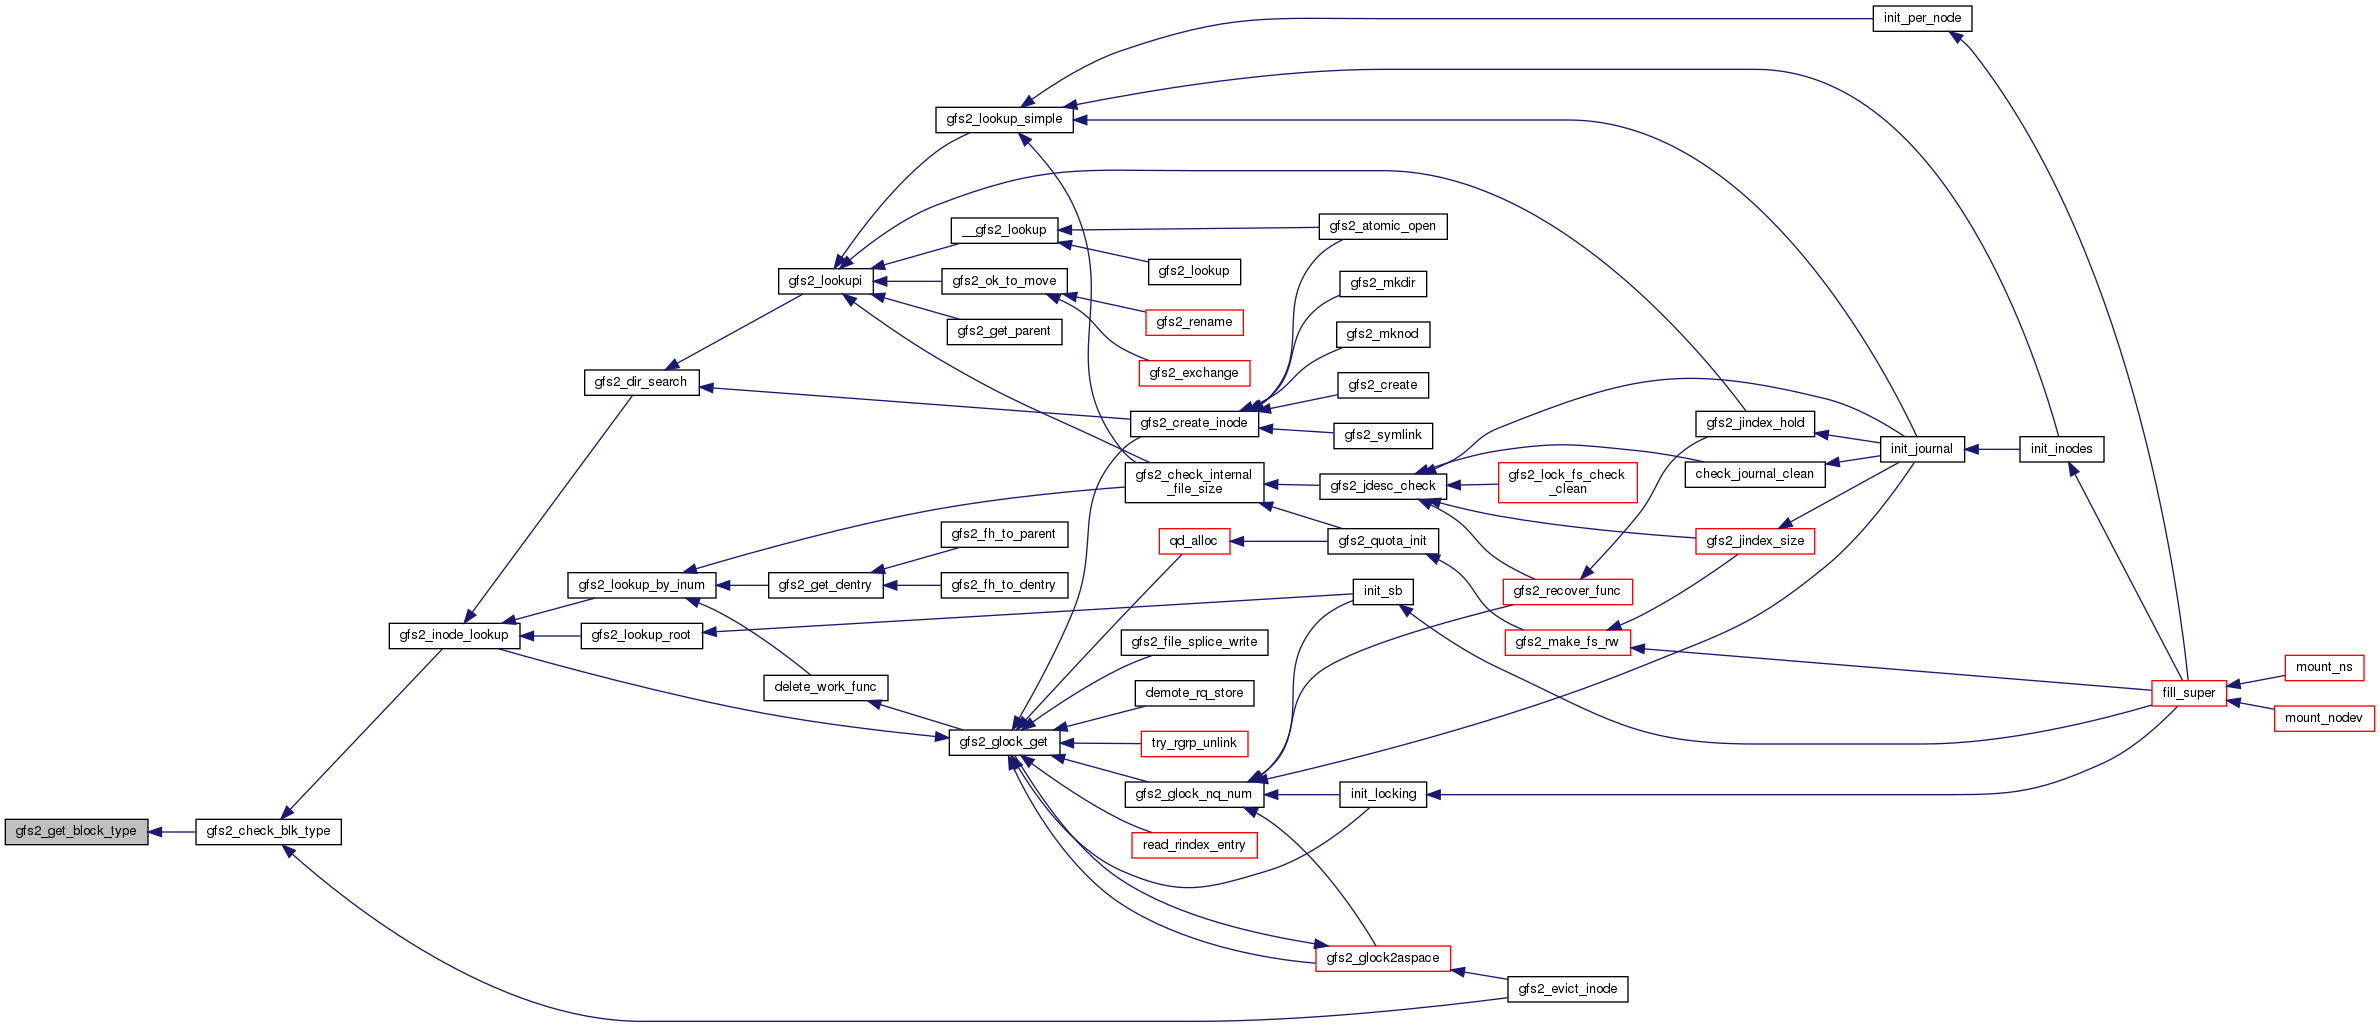 init_per_node
gfs2_lookup_simple
__gfs2_lookup
gfs2_atomic_open
gfs2_lookup
gfs2_lookupi
gfs2_ok_to_move
gfs2_mkdir
gfs2_get_parent
gfs2_rename
gfs2_mknod
gfs2_exchange
gfs2_dir_search
gfs2_create
gfs2_create_inode
gfs2_symlink
gfs2_jindex_hold
init_journal
init_inodes
gfs2_check_internal
_file_size
gfs2_jdesc_check
gfs2_lock_fs_check
_clean
check_journal_clean
gfs2_fh_to_parent
qd_alloc
gfs2_quota_init
gfs2_jindex_size
gfs2_lookup_by_inum
gfs2_get_dentry
gfs2_fh_to_dentry
init_sb
gfs2_recover_func
gfs2_inode_lookup
gfs2_lookup_root
gfs2_file_splice_write
gfs2_make_fs_rw
mount_ns
delete_work_func
demote_rq_store
fill_super
mount_nodev
gfs2_glock_get
try_rgrp_unlink
gfs2_glock_nq_num
init_locking
gfs2_get_block_type
gfs2_check_blk_type
read_rindex_entry
gfs2_glock2aspace
gfs2_evict_inode